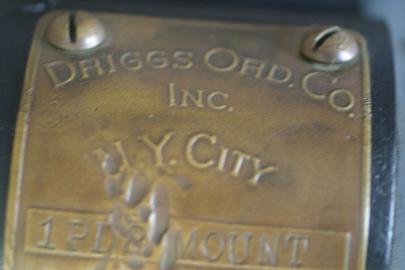 DRIGGS ORD. CO.
INC.
N.Y. CITY
1 PDR MOUNT